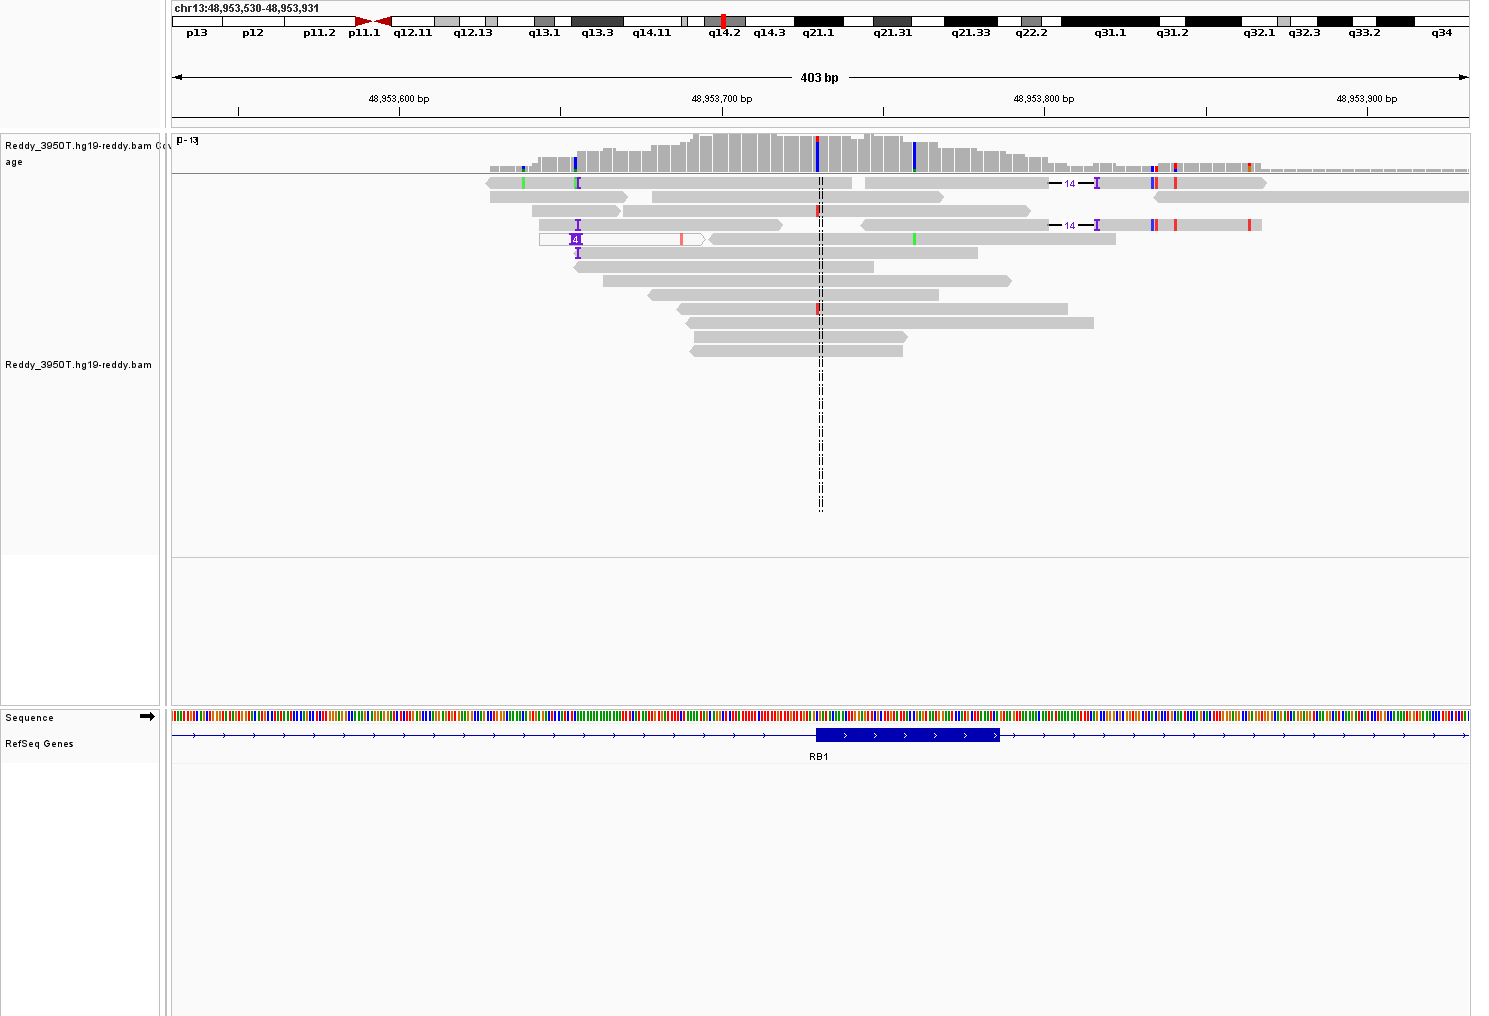 chr13:48,953,530-48,953,931
p13 p12 p11.2 p11.1 q12.11 q12.13 q13.1 q13.3 q14.11 q14.2 q14.3 q21.1 q21.31 q21.33 q22.2 q31.1 q31.2 q32.1 q32.3 q33.2 q34
403 bp
48,953,600 bp 48,953,700 bp 48,953,800 bp 48,953,900 bp
Reddy_3950T.hg19-reddy.bam Cov
age
[0 - 13]
14
14
4
Reddy_3950T.hg19-reddy.bam
Sequence
RefSeq Genes
RB1